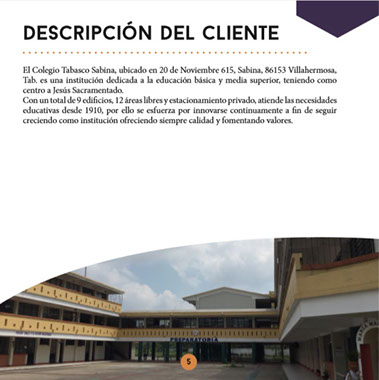 DESCRIPCIÓN DEL CLIENTE
El Colegio Tabasco Sabina, ubicado en 20 de Noviembre 615, Sabina, 86153 Villahermosa,
Tab. es una institución dedicada a la educación básica y media superior, teniendo como
centro a Jesús Sacramentado.
Con un total de 9 edificios, 12 áreas libres y estacionamiento privado, atiende las necesidades
educativas desde 1910, por ello se esfuerza por innovarse continuamente a fin de seguir
creciendo como institución ofreciendo siempre calidad y fomentando valores.
PREPARATORIA
5